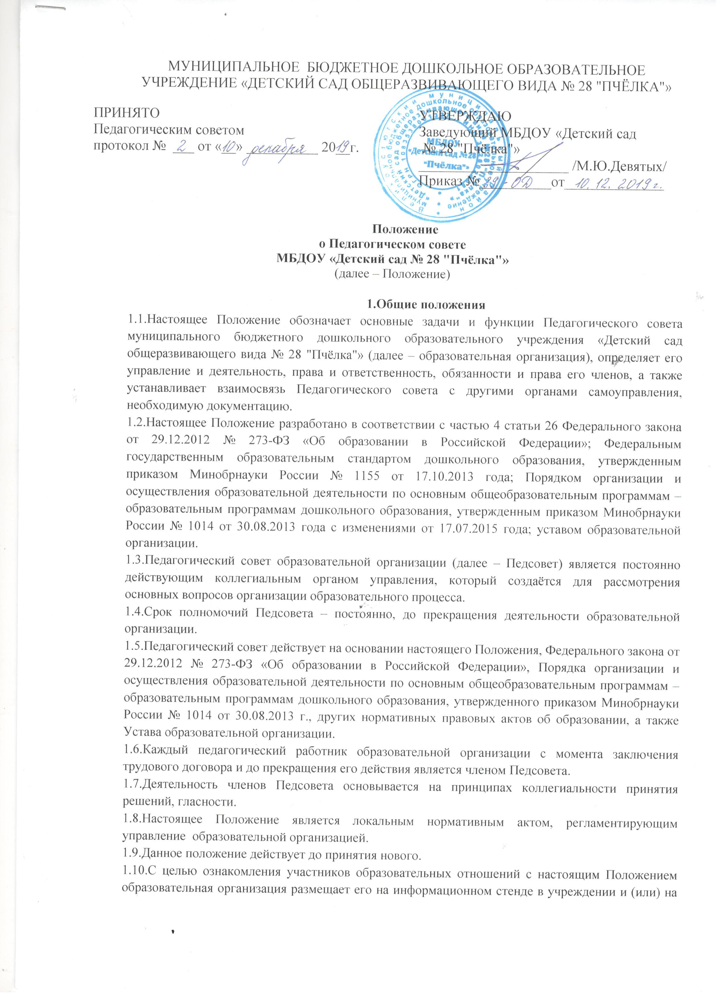 МУНИЦИПАЛЬНОЕ  БЮДЖЕТНОЕ ДОШКОЛЬНОЕ ОБРАЗОВАТЕЛЬНОЕ
УЧРЕЖДЕНИЕ «ДЕТСКИЙ САД ОБЩЕРАЗВИВАЮЩЕГО ВИДА № 28 "ПЧЁЛКА"»
ПРИНЯТО
Педагогическим советом
протокол № 2 от «10» декабря 2019г.
УТВЕРЖДАЮ
Заведующий МБДОУ «Детский сад
№ 28 "Пчёлка"»
/М.Ю.Девятых/
Приказ № 39-ОД от 10.12.2019г.
МБДОУ
«Детский сад № 28
"Пчёлка"»
Положение
о Педагогическом совете
МБДОУ «Детский сад № 28 "Пчёлка"»
(далее – Положение)
1.Общие положения
1.1.Настоящее Положение обозначает основные задачи и функции Педагогического совета
муниципального бюджетного дошкольного образовательного учреждения «Детский сад
общеразвивающего вида № 28 "Пчёлка"» (далее – образовательная организация), определяет его
управление и деятельность, права и ответственность, обязанности и права его членов, а также
устанавливает взаимосвязь Педагогического совета с другими органами самоуправления,
необходимую документацию.
1.2.Настоящее Положение разработано в соответствии с частью 4 статьи 26 Федерального закона
от 29.12.2012 № 273-ФЗ «Об образовании в Российской Федерации»; Федеральным
государственным образовательным стандартом дошкольного образования, утвержденным
приказом Минобрнауки России № 1155 от 17.10.2013 года; Порядком организации и
осуществления образовательной деятельности по основным общеобразовательным программам –
образовательным программам дошкольного образования, утвержденным приказом Минобрнауки
России № 1014 от 30.08.2013 года с изменениями от 17.07.2015 года; уставом образовательной
организации.
1.3.Педагогический совет образовательной организации (далее – Педсовет) является постоянно
действующим коллегиальным органом управления, который создаётся для рассмотрения
основных вопросов организации образовательного процесса.
1.4.Срок полномочий Педсовета – постоянно, до прекращения деятельности образовательной
организации.
1.5.Педагогический совет действует на основании настоящего Положения, Федерального закона от
29.12.2012 № 273-ФЗ «Об образовании в Российской Федерации», Порядка организации и
осуществления образовательной деятельности по основным общеобразовательным программам –
образовательным программам дошкольного образования, утвержденного приказом Минобрнауки
России № 1014 от 30.08.2013 г., других нормативных правовых актов об образовании, а также
Устава образовательной организации.
1.6.Каждый педагогический работник образовательной организации с момента заключения
трудового договора и до прекращения его действия является членом Педсовета.
1.7.Деятельность членов Педсовета основывается на принципах коллегиальности принятия
решений, гласности.
1.8.Настоящее Положение является локальным нормативным актом, регламентирующим
управление  образовательной организацией.
1.9.Данное положение действует до принятия нового.
1.10.С целью ознакомления участников образовательных отношений с настоящим Положением
образовательная организация размещает его на информационном стенде в учреждении и (или) на